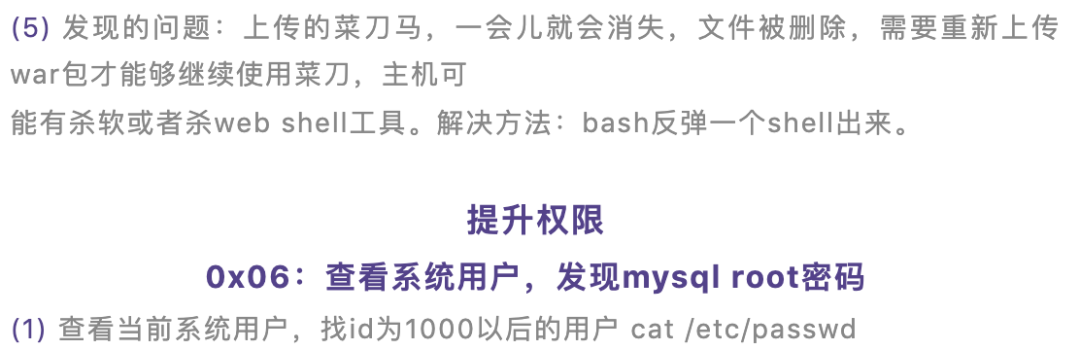 (5) 发现的问题：上传的菜刀马，一会儿就会消失，文件被删除，需要重新上传
war包才能够继续使用菜刀，主机可
能有杀软或者杀web shell工具。解决方法：bash反弹一个shell出来。
提升权限
0x06：查看系统用户，发现mysql root密码
(1) 查看当前系统用户，找id为1000以后的用户 cat /etc/passwd